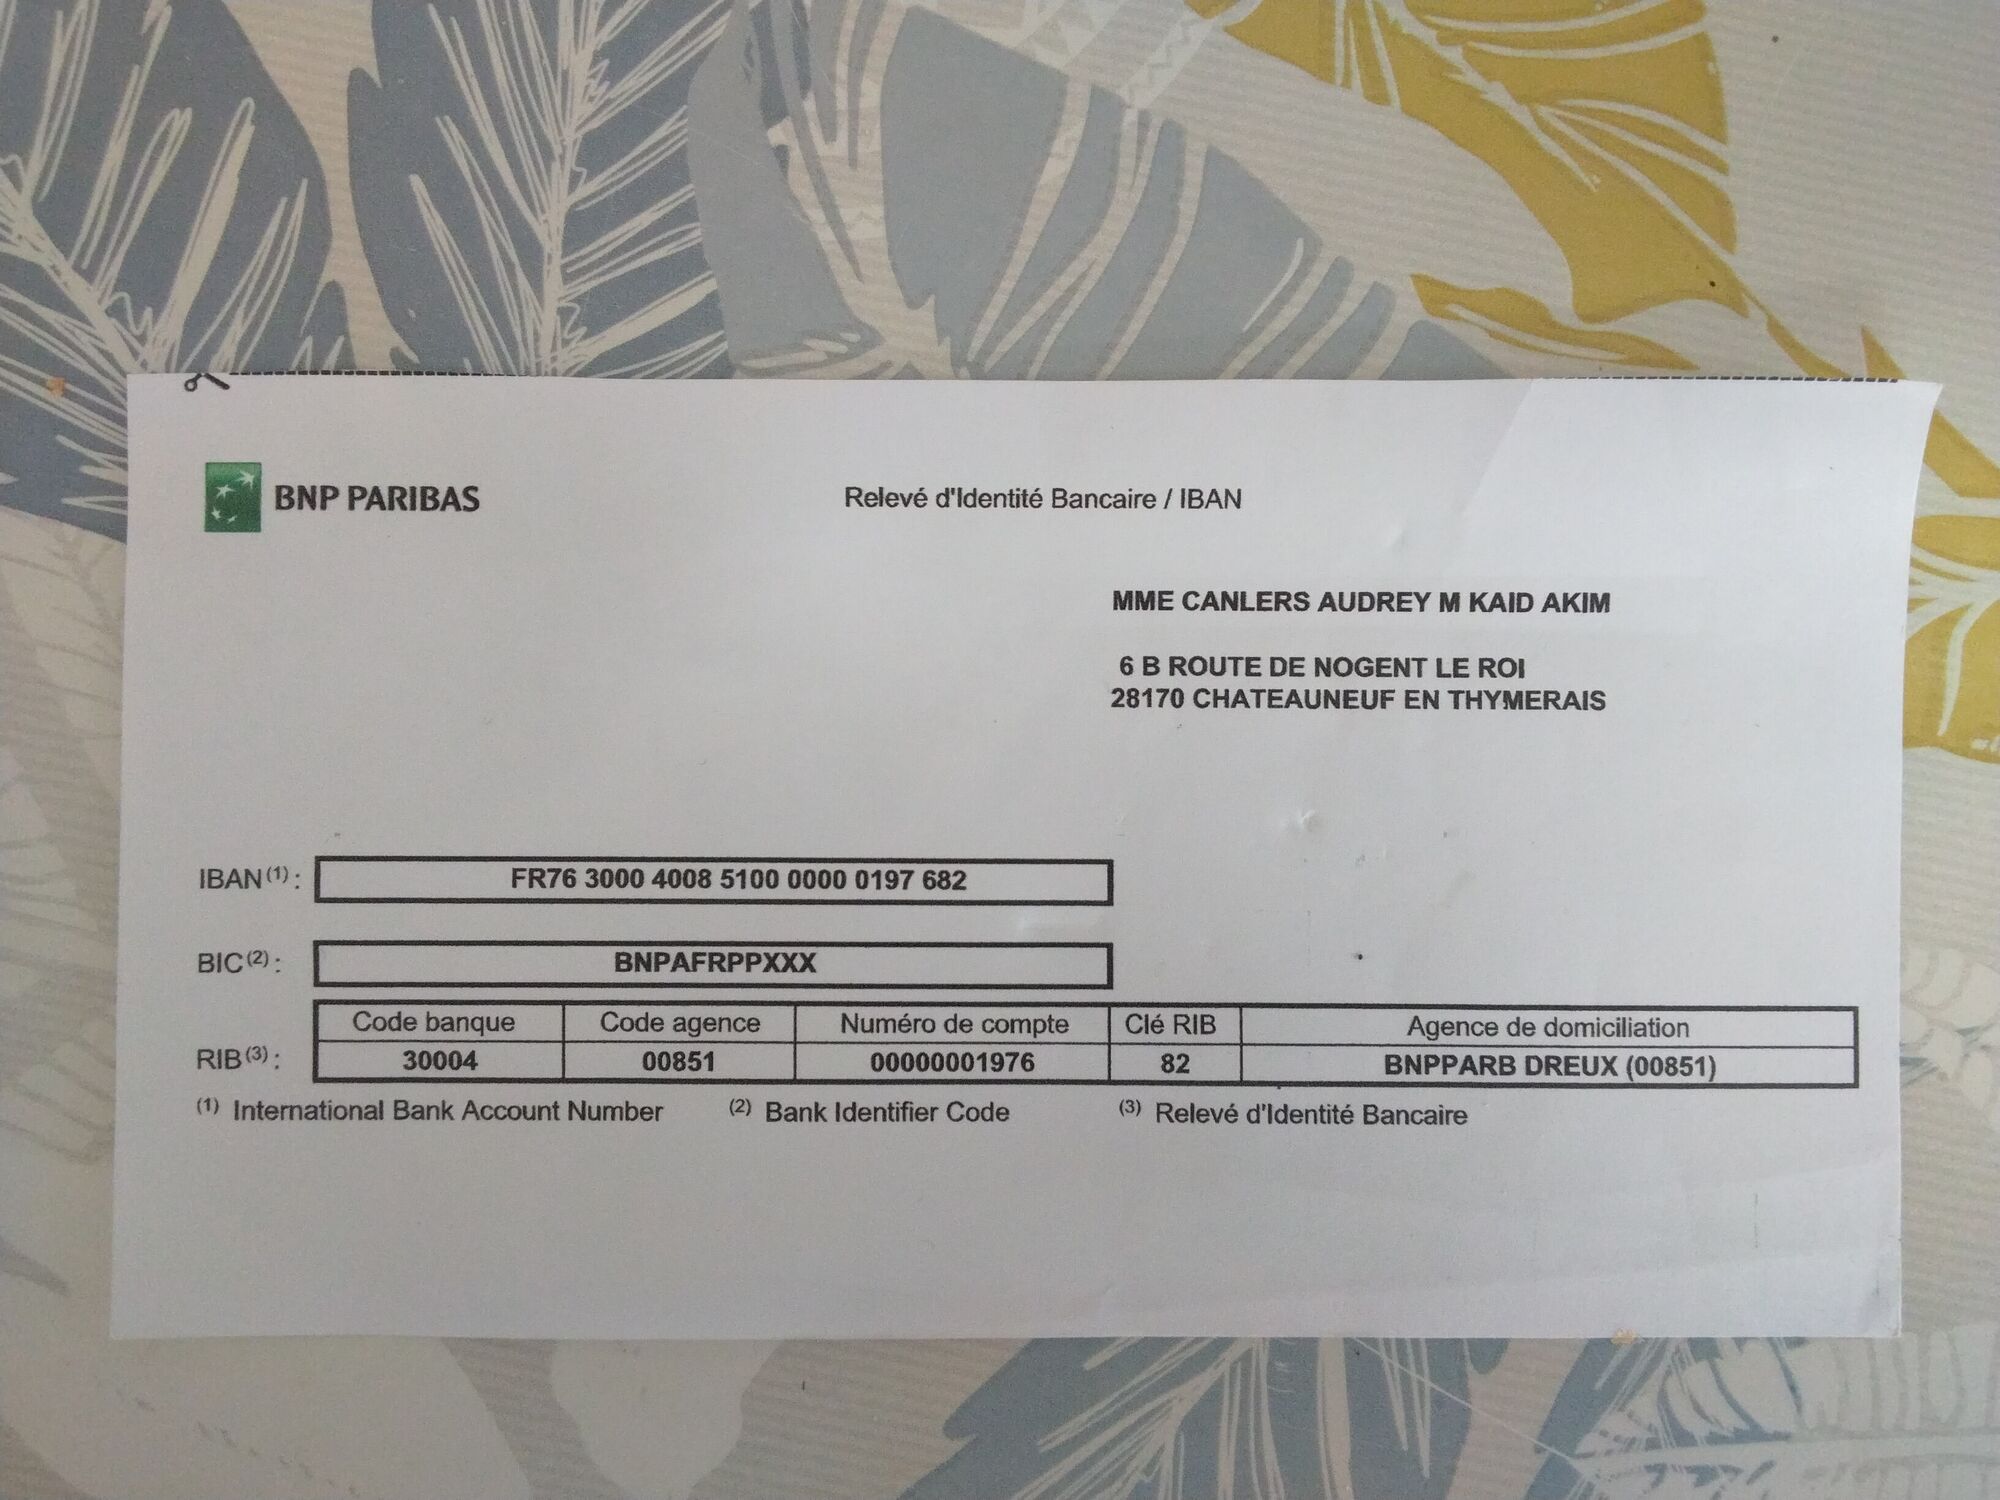 BNP PARIBAS
Relevé d'Identité Bancaire / IBAN
MME CANLERS AUDREY M KAID AKIM
6 B ROUTE DE NOGENT LE ROI
28170 CHATEAUNEUF EN THYMERAIS
IBAN(1) : FR76 3000 4008 5100 0000 0197 682
BIC(2) : BNPAFRPPXXX
Code banque Code agence Numéro de compte Clé RIB Agence de domiciliation
RIB(3) : 30004 00851 00000001976 82 BNPPARB DREUX (00851)
(1) International Bank Account Number (2) Bank Identifier Code (3) Relevé d'Identité Bancaire